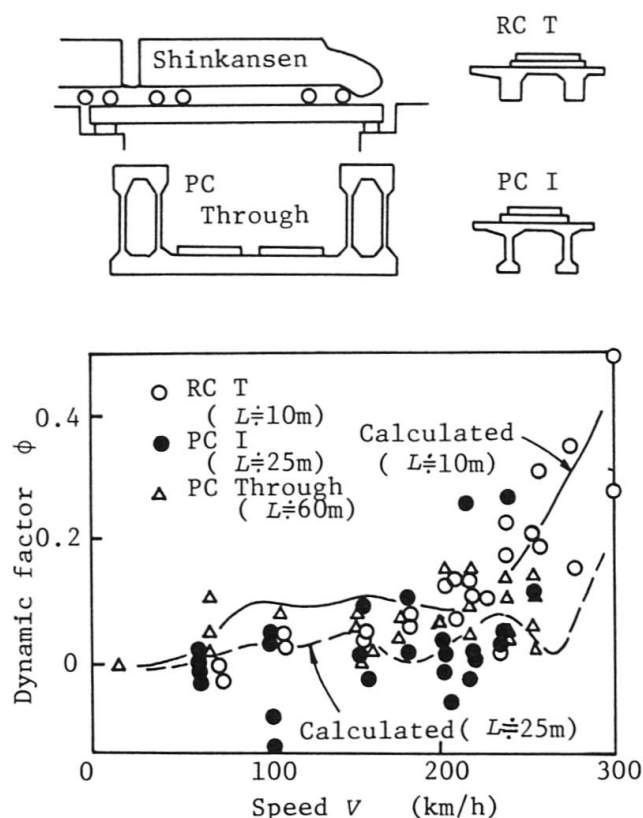 Shinkansen
RC T
PC
Through
PC I
RC T
( L≒10m)
PC I
( L≒25m)
PC Through
( L≒60m)
Calculated
( L≒10m)
Calculated( L≒25m)
Dynamic factor ϕ
0.4
0.2
0
0
100
200
300
Speed V (km/h)